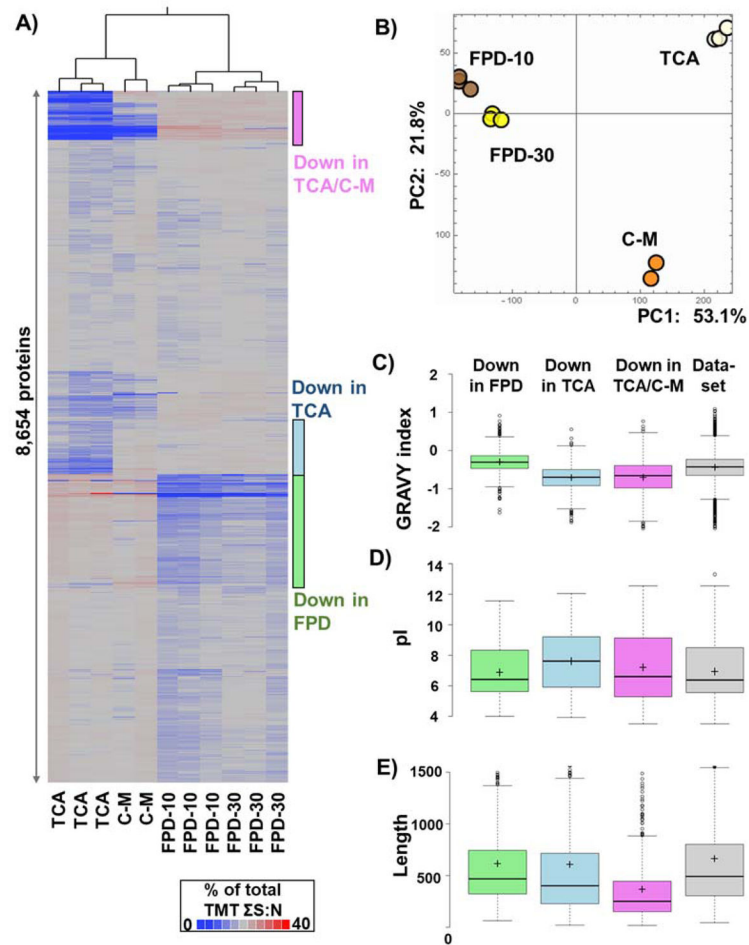 A)
8,654 proteins
Down in
TCA/C-M
Down in
TCA
Down in
FPD
TCA
TCA
TCA
C-M
C-M
FPD-10
FPD-10
FPD-10
FPD-30
FPD-30
FPD-30
% of total
TMT ΣS:N
0 40
B)
FPD-10
TCA
FPD-30
C-M
PC2: 21.8%
50
0
-50
100
-100 0 100 200
PC1: 53.1%
C)
Down in FPD
Down in TCA
Down in TCA/C-M
Data-set
GRAVY index
2
1
0
-1
-2
D)
pI
14
12
10
8
6
4
E)
Length
1500
1000
500
0